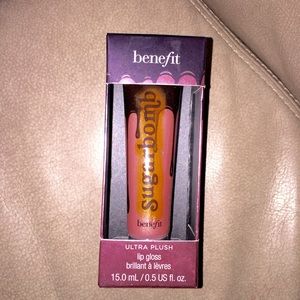 benefit
sugarbomb
benefit
ULTRA PLUSH
lip gloss
brillant à lèvres
15.0 mL / 0.5 US fl. oz.